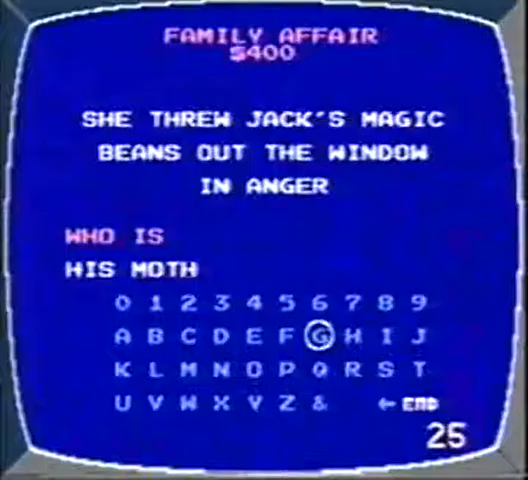 FAMILY AFFAIR
$400
SHE THREW JACK'S MAGIC
BEANS OUT THE WINDOW
IN ANGER
WHO IS
HIS MOTH
0 1 2 3 4 5 6 7 8 9
A B C D E F G H I J
K L M N O P Q R S T
U V W X Y Z & ← END
25